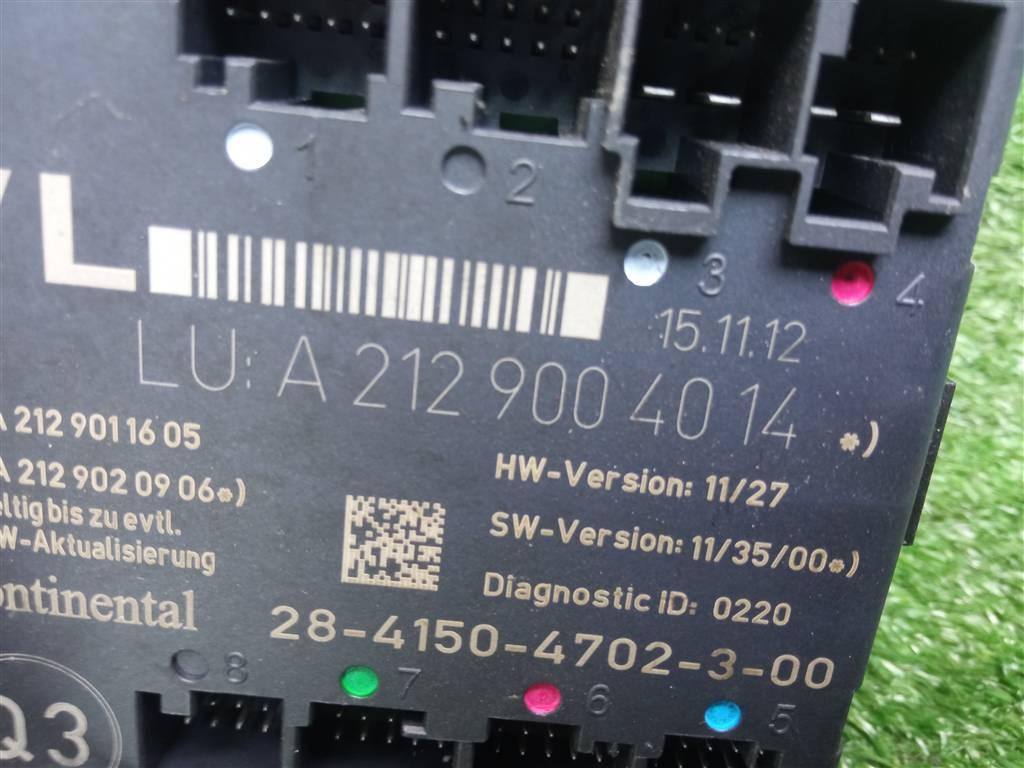 1
2
3
4
L
15.11.12
LU: A 212 900 40 14 *)
A 212 901 16 05
A 212 902 09 06*)
HW-Version: 11/27
eltig bis zu evtl.
W-Aktualisierung
SW-Version: 11/35/00*)
Diagnostic ID: 0220
ontinental
28-4150-4702-3-00
8
7
6
5
Q3